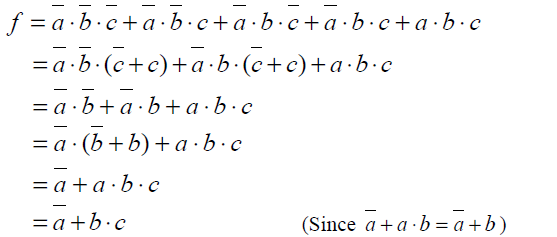 f = a̅ · b̅ · c̅ + a̅ · b̅ · c + a̅ · b · c̅ + a̅ · b · c + a · b · c
= a̅ · b̅ · (c̅ + c) + a̅ · b · (c̅ + c) + a · b · c
= a̅ · b̅ + a̅ · b + a · b · c
= a̅ · (b̅ + b) + a · b · c
= a̅ + a · b · c
= a̅ + b · c (Since a̅ + a · b = a̅ + b )